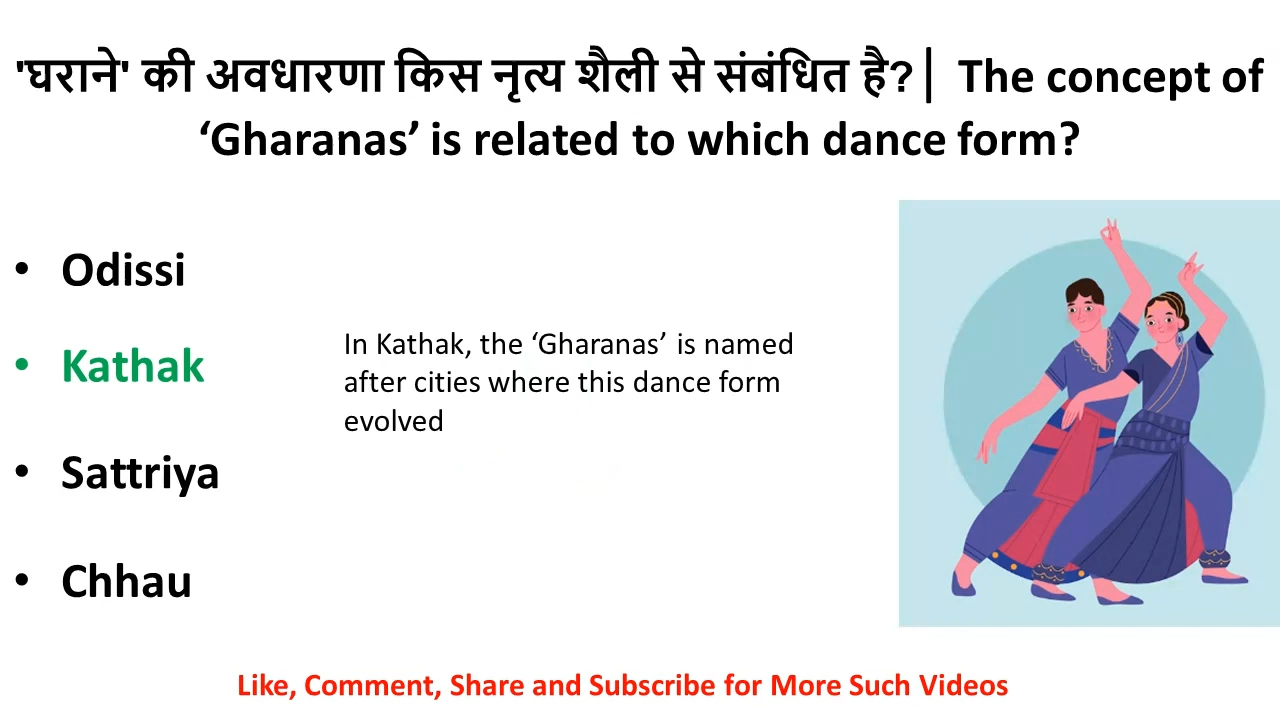 'घराने' की अवधारणा किस नृत्य शैली से संबंधित है?| The concept of
‘Gharanas’ is related to which dance form?
• Odissi
• Kathak
In Kathak, the ‘Gharanas’ is named
after cities where this dance form
evolved
• Sattriya
• Chhau
Like, Comment, Share and Subscribe for More Such Videos